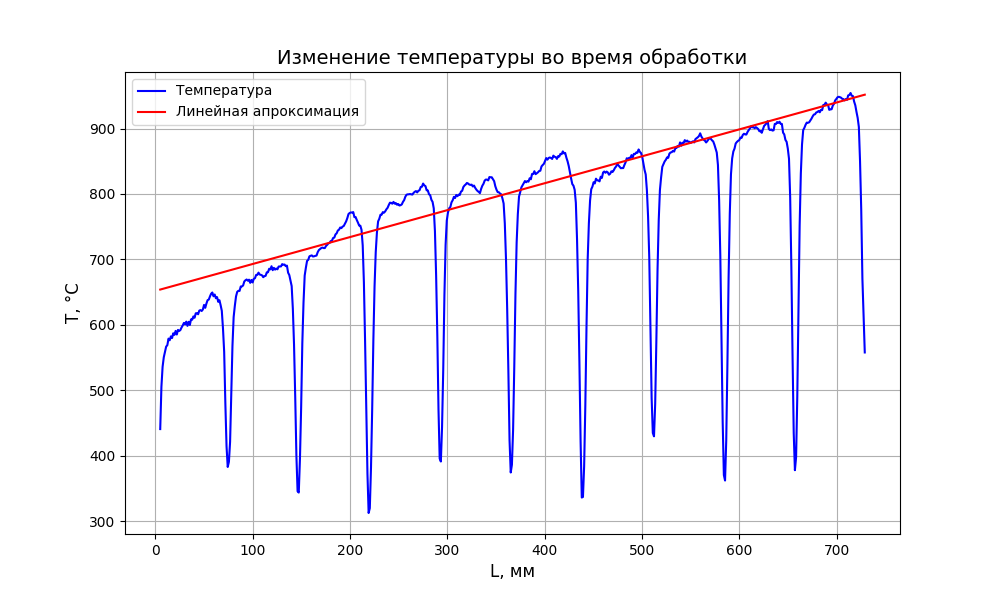 Изменение температуры во время обработки
Температура
Линейная апроксимация
900
800
700
600
500
400
300
T, °C
0 100 200 300 400 500 600 700
L, мм